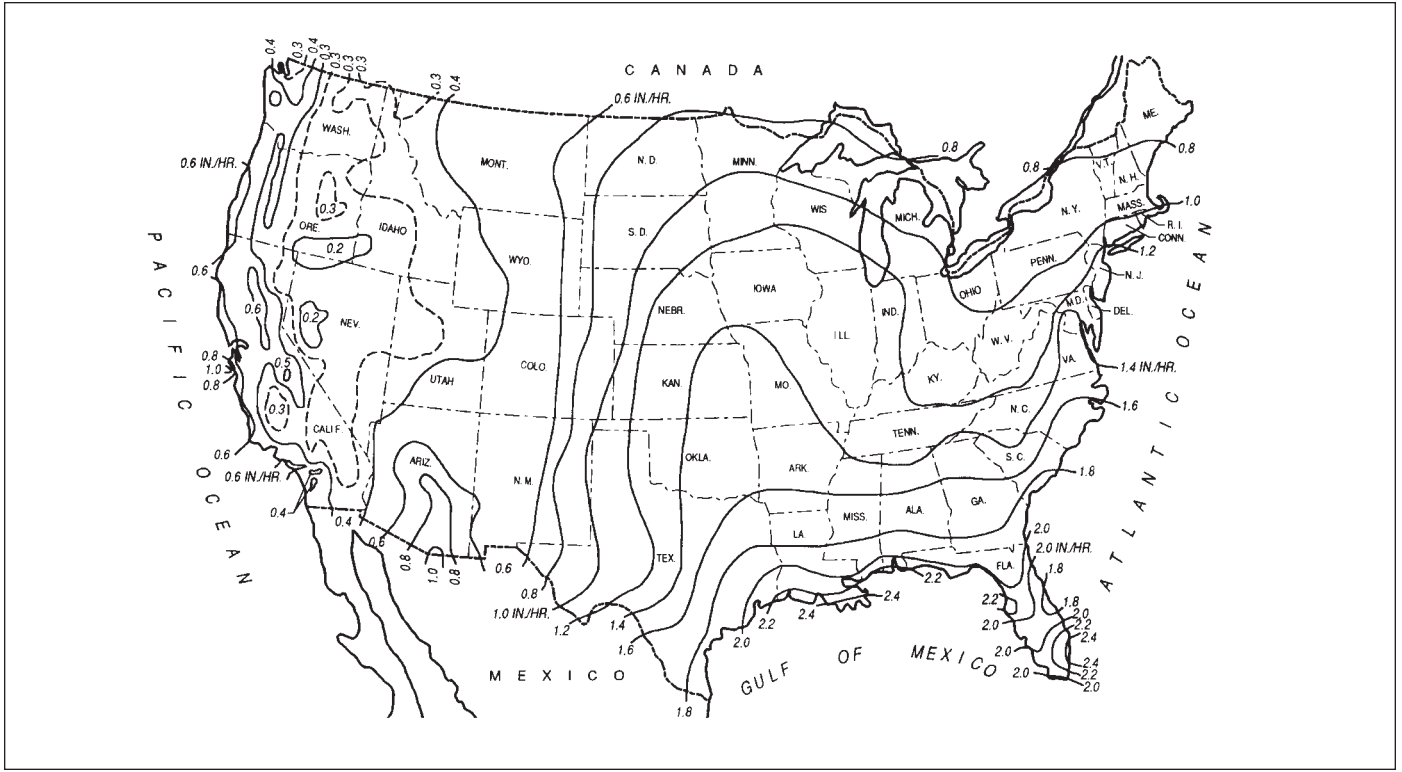 0.4
0.3
0.4
0.3
0.3
0.3
0.3
1
0.3
0.4
CANADA
0.6 IN./HR.
WASH.
MONT.
N.D.
MINN.
0.8
0.8
ME.
0.8
V.T.
N.H.
0.6 IN./HR.
0.3
ORE.
IDAHO
0.2
S.D.
WIS
MICH.
N.Y.
MASS.
1.0
R.I.
CONN.
1.2
PACIFIC OCEAN
0.6
WYO.
IOWA
PENN.
N.J.
0.6
0.2
NEV.
NEBR.
ILL.
IND.
OHIO
M.D.
DEL.
W. V.
0.8
1.0
0.8
0.5
UTAH
COLO.
KAN.
MO.
KY.
VA.
1.4 IN./HR.
0.3
CALIF.
TENN.
N.C.
1.6
0.6
0.6 IN./HR.
0.4
0.4
ARIZ.
N.M.
OKLA.
ARK.
S.C.
1.8
GA.
MISS.
ALA.
LA.
TEX.
0.6
0.8
1.0
0.8
0.6
0.8
1.0 IN./HR.
1.2
1.4
1.6
1.8
2.0
2.2
2.4
2.4
2.2
FLA.
2.0
2.0 IN./HR.
1.8
2.2
2.0
1.8
2.0
2.2
2.4
2.0
2.0
2.4
2.2
2.0
MEXICO
GULF OF MEXICO
ATLANTIC OCEAN